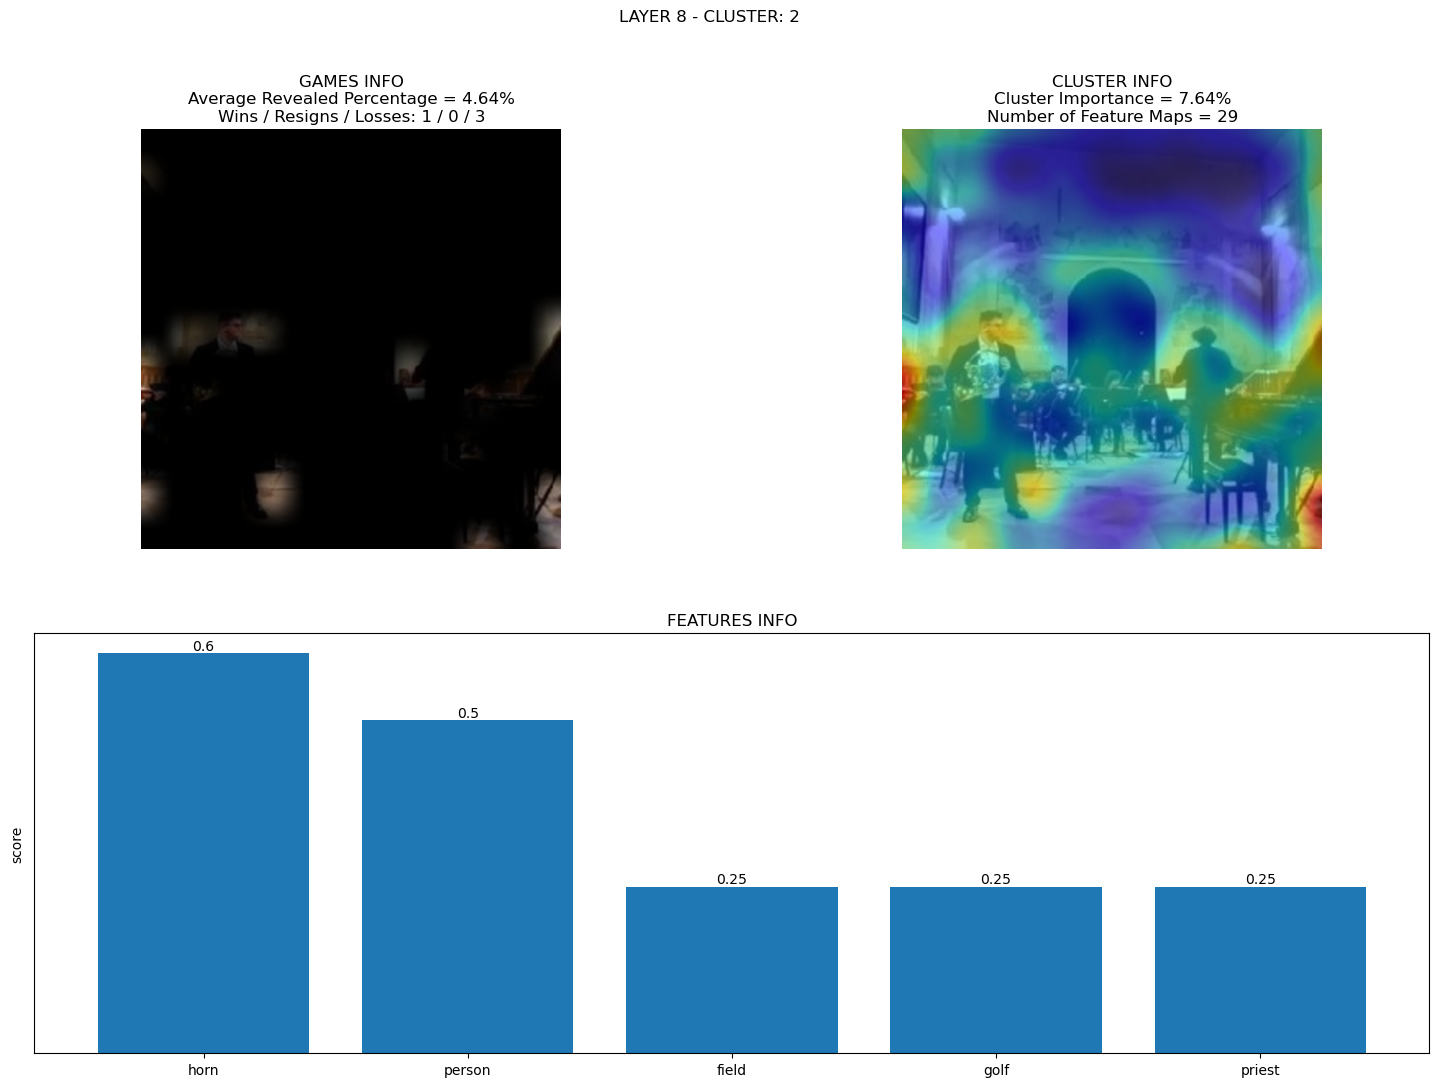 LAYER 8 - CLUSTER: 2
GAMES INFO
Average Revealed Percentage = 4.64%
Wins / Resigns / Losses: 1 / 0 / 3
CLUSTER INFO
Cluster Importance = 7.64%
Number of Feature Maps = 29
FEATURES INFO
score
0.6
0.5
0.25
0.25
0.25
horn
person
field
golf
priest